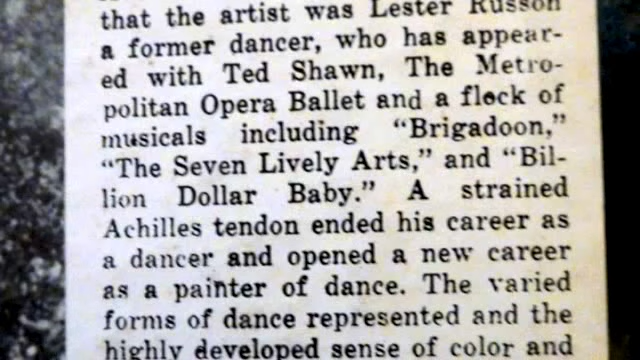 that the artist was Lester Russon
a former dancer, who has appear-
ed with Ted Shawn, The Metro-
politan Opera Ballet and a flock of
musicals including “Brigadoon,”
“The Seven Lively Arts,” and “Bil-
lion Dollar Baby.” A strained
Achilles tendon ended his career as
a dancer and opened a new career
as a painter of dance. The varied
forms of dance represented and the
highly developed sense of color and